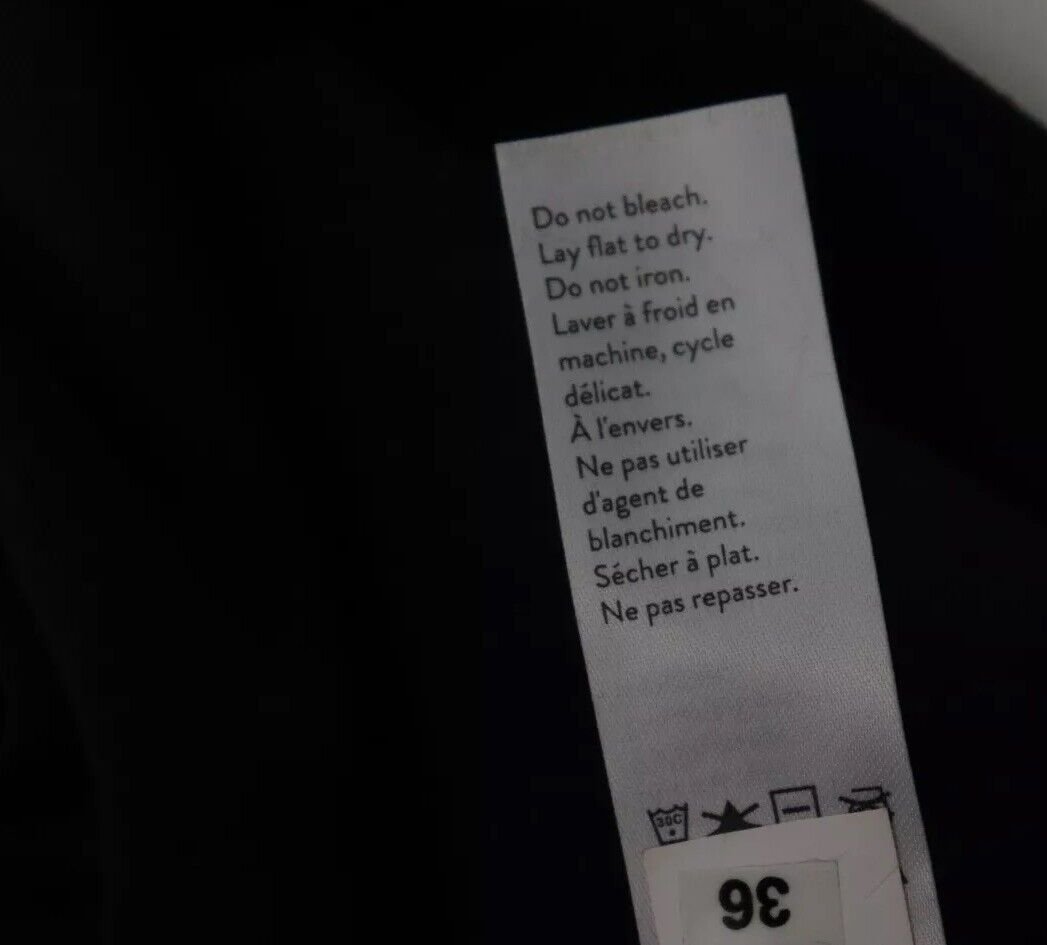 Do not bleach.
Lay flat to dry.
Do not iron.
Laver à froid en
machine, cycle
délicat.
À l'envers.
Ne pas utiliser
d'agent de
blanchiment.
Sécher à plat.
Ne pas repasser.
30C
36